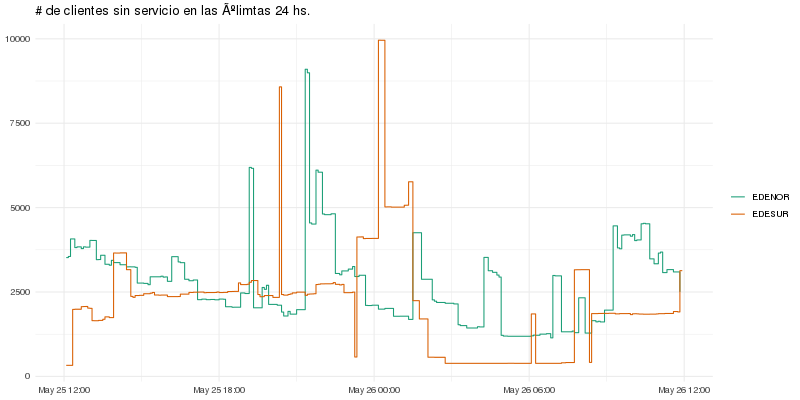 # de clientes sin servicio en las Ãºlimtas 24 hs.
10000
7500
5000
2500
0
May 25 12:00
May 25 18:00
May 26 00:00
May 26 06:00
May 26 12:00
EDENOR
EDESUR